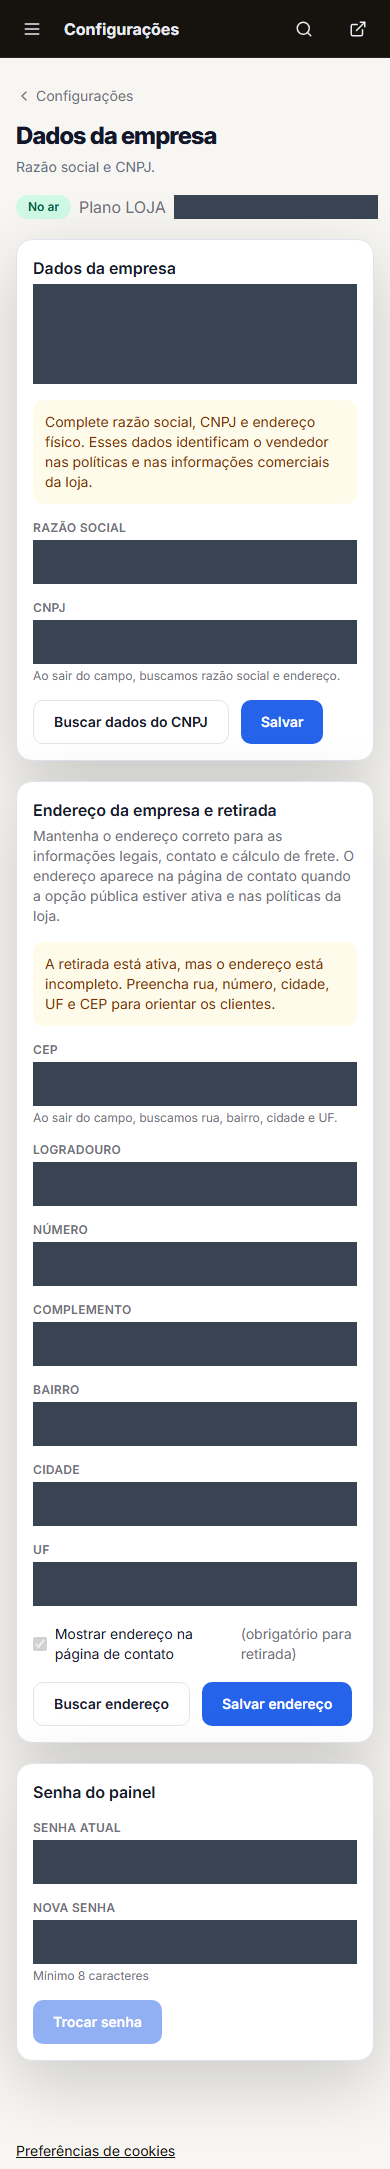 Configurações
Configurações
Dados da empresa
Razão social e CNPJ.
No ar
Plano LOJA
Dados da empresa
Complete razão social, CNPJ e endereço
físico. Esses dados identificam o vendedor
nas políticas e nas informações comerciais
da loja.
RAZÃO SOCIAL
CNPJ
Ao sair do campo, buscamos razão social e endereço.
Buscar dados do CNPJ
Salvar
Endereço da empresa e retirada
Mantenha o endereço correto para as
informações legais, contato e cálculo de frete. O
endereço aparece na página de contato quando
a opção pública estiver ativa e nas políticas da
loja.
A retirada está ativa, mas o endereço está
incompleto. Preencha rua, número, cidade,
UF e CEP para orientar os clientes.
CEP
Ao sair do campo, buscamos rua, bairro, cidade e UF.
LOGRADOURO
NÚMERO
COMPLEMENTO
BAIRRO
CIDADE
UF
Mostrar endereço na
página de contato
(obrigatório para
retirada)
Buscar endereço
Salvar endereço
Senha do painel
SENHA ATUAL
NOVA SENHA
Mínimo 8 caracteres
Trocar senha
Preferências de cookies